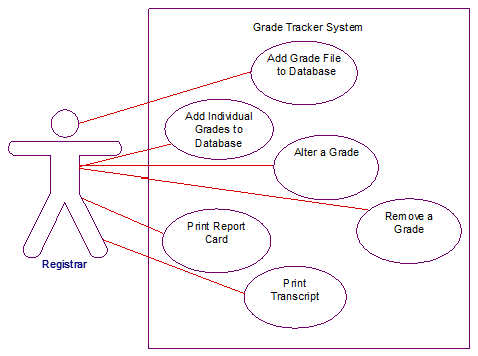 Grade Tracker System
Add Grade File
to Database
Add Individual
Grades to
Database
Alter a Grade
Remove a
Grade
Print Report
Card
Registrar
Print
Transcript